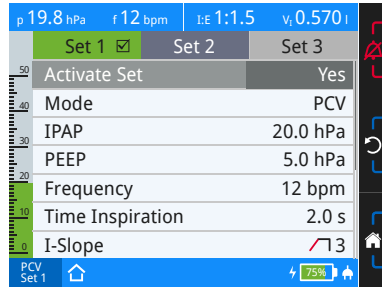 p 19.8 hPa f 12 bpm I:E 1:1.5 VI 0.570 l
Set 1 Set 2 Set 3
50
Activate Set Yes
40
Mode PCV
IPAP 20.0 hPa
30
PEEP 5.0 hPa
20
Frequency 12 bpm
10
Time Inspiration 2.0 s
0
I-Slope 3
PCV
Set 1
75%